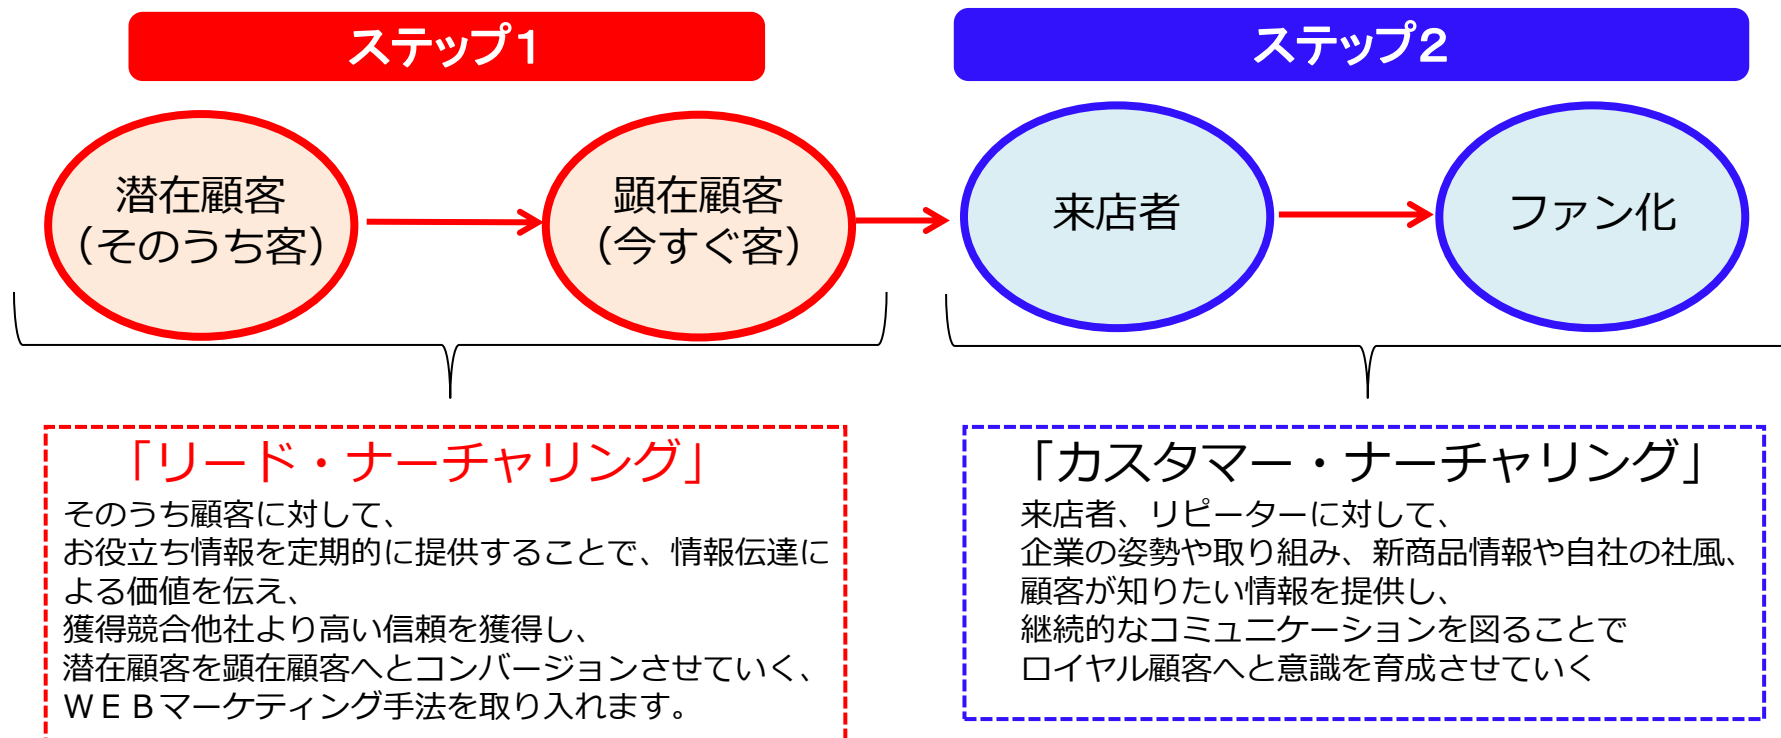 ステップ1
ステップ2
潜在顧客
(そのうち客)
顕在顧客
(今すぐ客)
来店者
ファン化
「リード・ナーチャリング」
そのうち顧客に対して、
お役立ち情報を定期的に提供することで、情報伝達に
よる価値を伝え、
獲得競合他社より高い信頼を獲得し、
潜在顧客を顕在顧客へとコンバージョンさせていく、
ＷＥＢマーケティング手法を取り入れます。
「カスタマー・ナーチャリング」
来店者、リピーターに対して、
企業の姿勢や取り組み、新商品情報や自社の社風、
顧客が知りたい情報を提供し、
継続的なコミュニケーションを図ることで
ロイヤル顧客へと意識を育成させていく